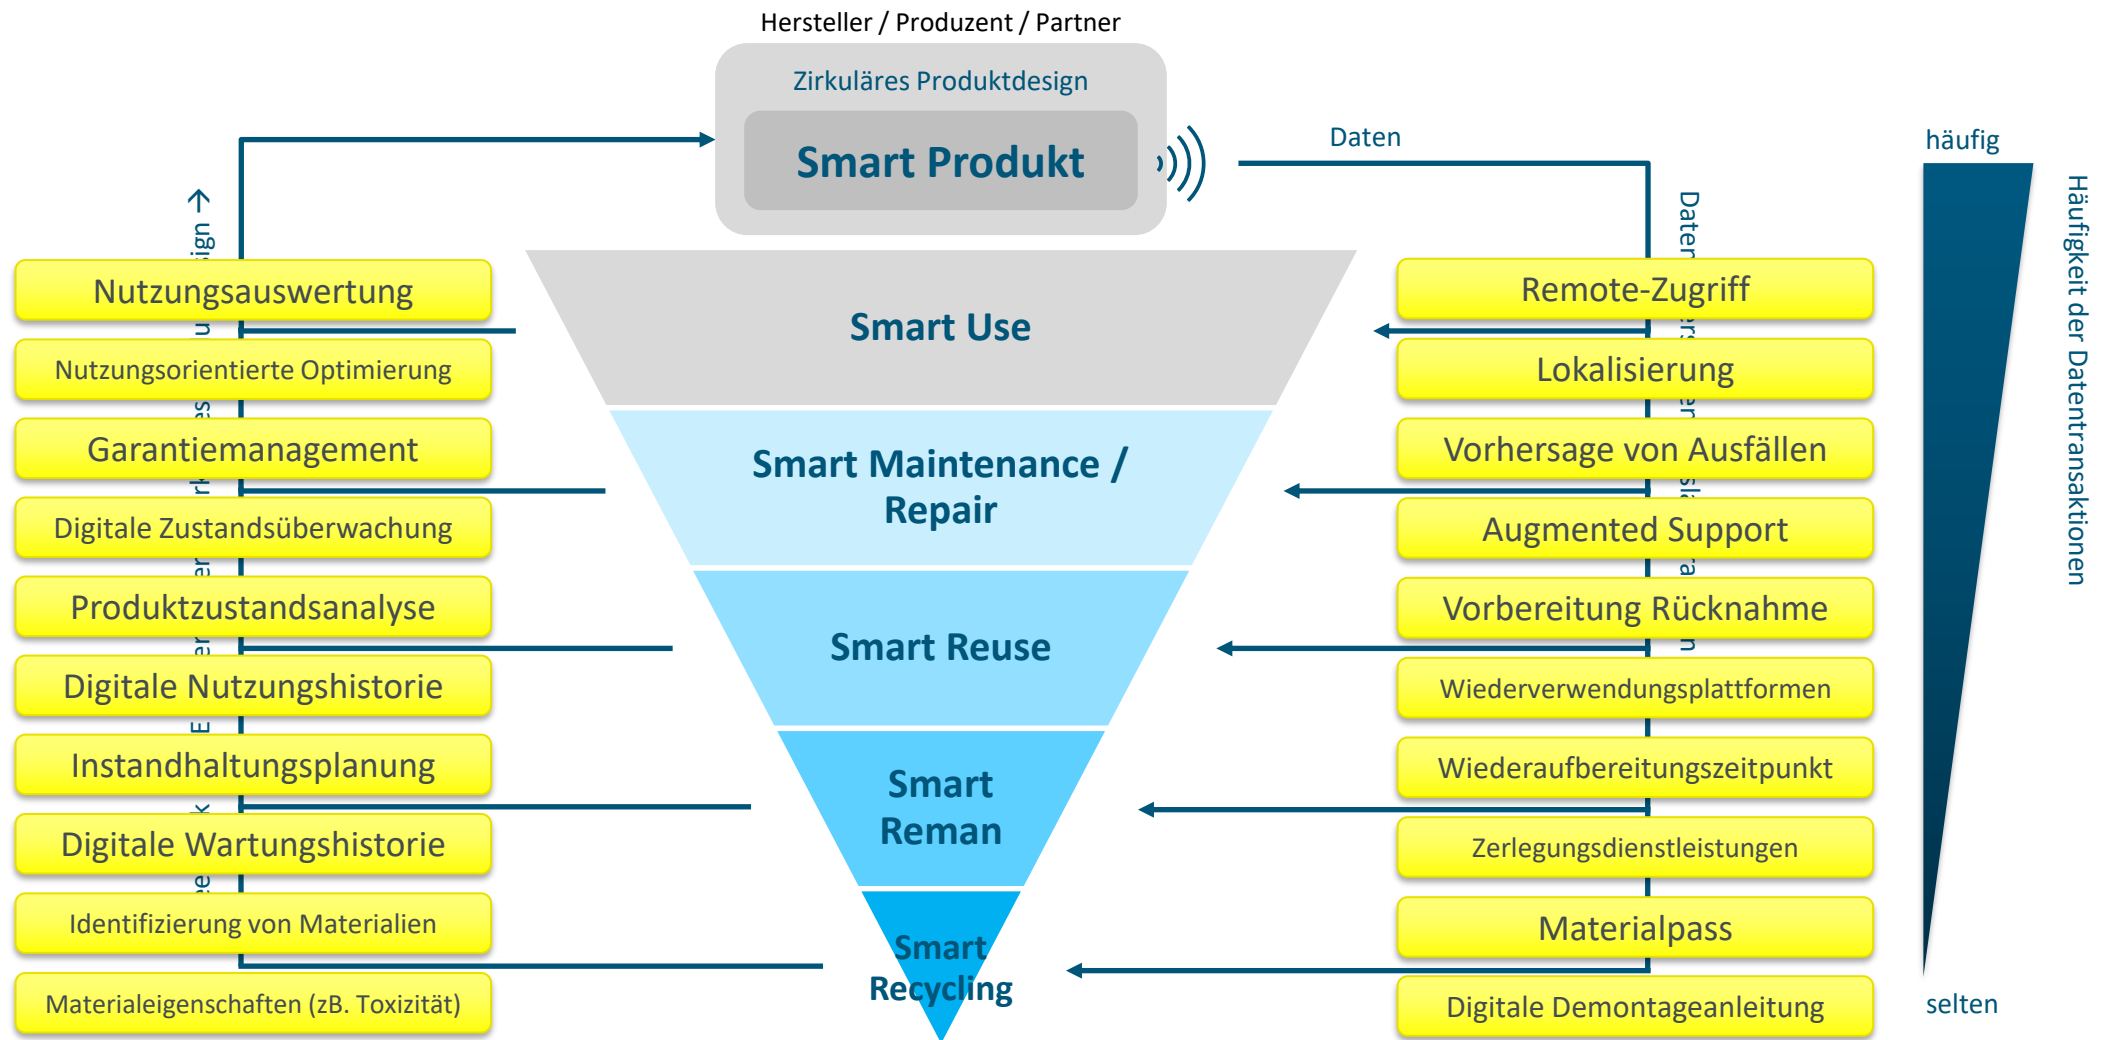 Hersteller / Produzent / Partner
Zirkuläres Produktdesign
Smart Produkt
Daten
häufig
Häufigkeit der Datentransaktionen
selten
Nutzungsauswertung
Nutzungsorientierte Optimierung
Garantiemanagement
Digitale Zustandsüberwachung
Produktzustandsanalyse
Digitale Nutzungshistorie
Instandhaltungsplanung
Digitale Wartungshistorie
Identifizierung von Materialien
Materialeigenschaften (zB. Toxizität)
Smart Use
Smart Maintenance /
Repair
Smart Reuse
Smart
Reman
Smart
Recycling
Remote-Zugriff
Lokalisierung
Vorhersage von Ausfällen
Augmented Support
Vorbereitung Rücknahme
Wiederverwendungsplattformen
Wiederaufbereitungszeitpunkt
Zerlegungsdienstleistungen
Materialpass
Digitale Demontageanleitung